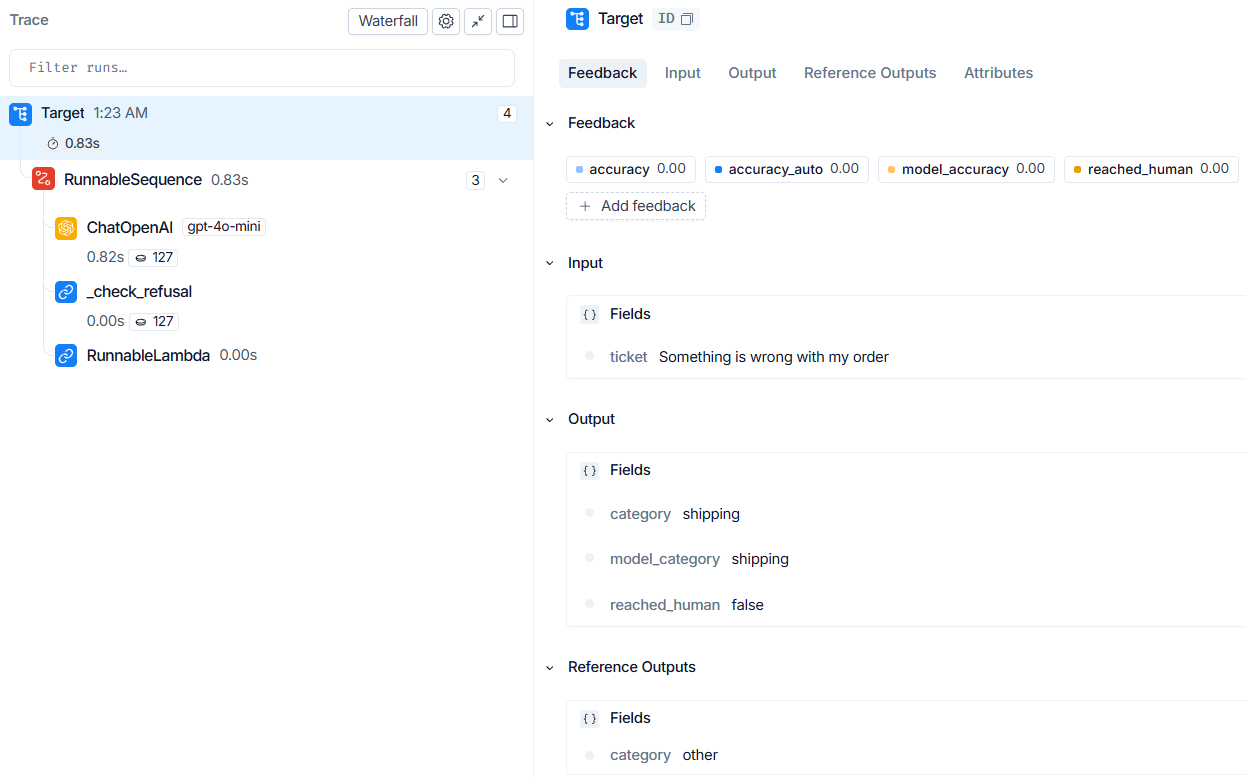 Trace
Waterfall
Filter runs…
Target 1:23 AM 4
0.83s
RunnableSequence 0.83s 3
ChatOpenAI gpt-4o-mini
0.82s 127
_check_refusal
0.00s 127
RunnableLambda 0.00s
Target ID
Feedback Input Output Reference Outputs Attributes
Feedback
accuracy 0.00 accuracy_auto 0.00 model_accuracy 0.00 reached_human 0.00
+ Add feedback
Input
{} Fields
ticket Something is wrong with my order
Output
{} Fields
category shipping
model_category shipping
reached_human false
Reference Outputs
{} Fields
category other